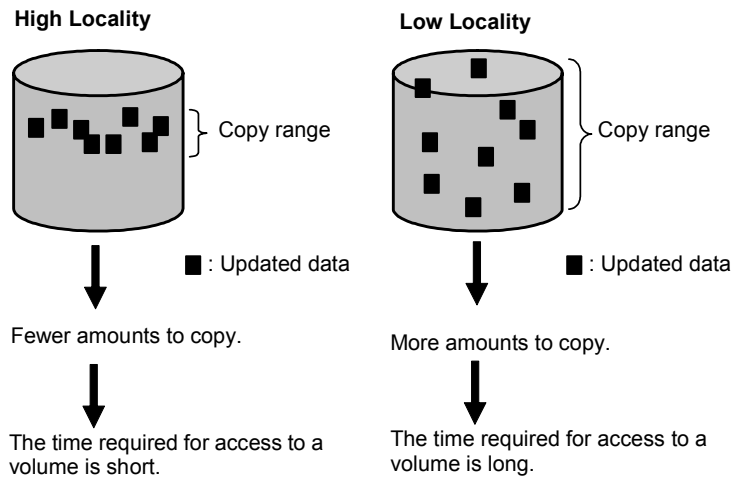 High Locality
Copy range
: Updated data
Fewer amounts to copy.
The time required for access to a
volume is short.
Low Locality
Copy range
: Updated data
More amounts to copy.
The time required for access to a
volume is long.